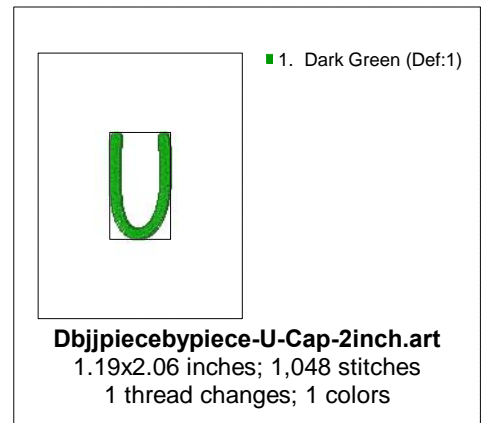 1. Dark Green (Def:1)
U
Dbjjpiecebypiece-U-Cap-2inch.art
1.19x2.06 inches; 1,048 stitches
1 thread changes; 1 colors